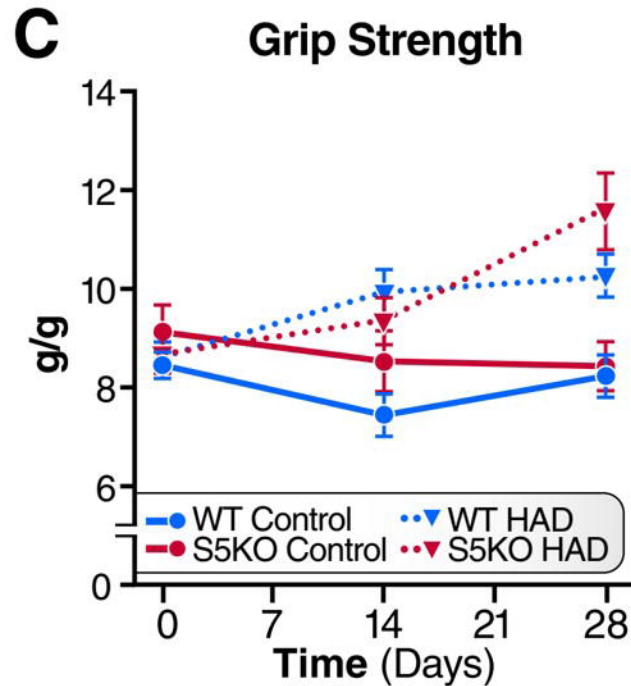 C Grip Strength
14
12
10
8
6
0
g/g
WT Control WT HAD
S5KO Control S5KO HAD
0 7 14 21 28
Time (Days)